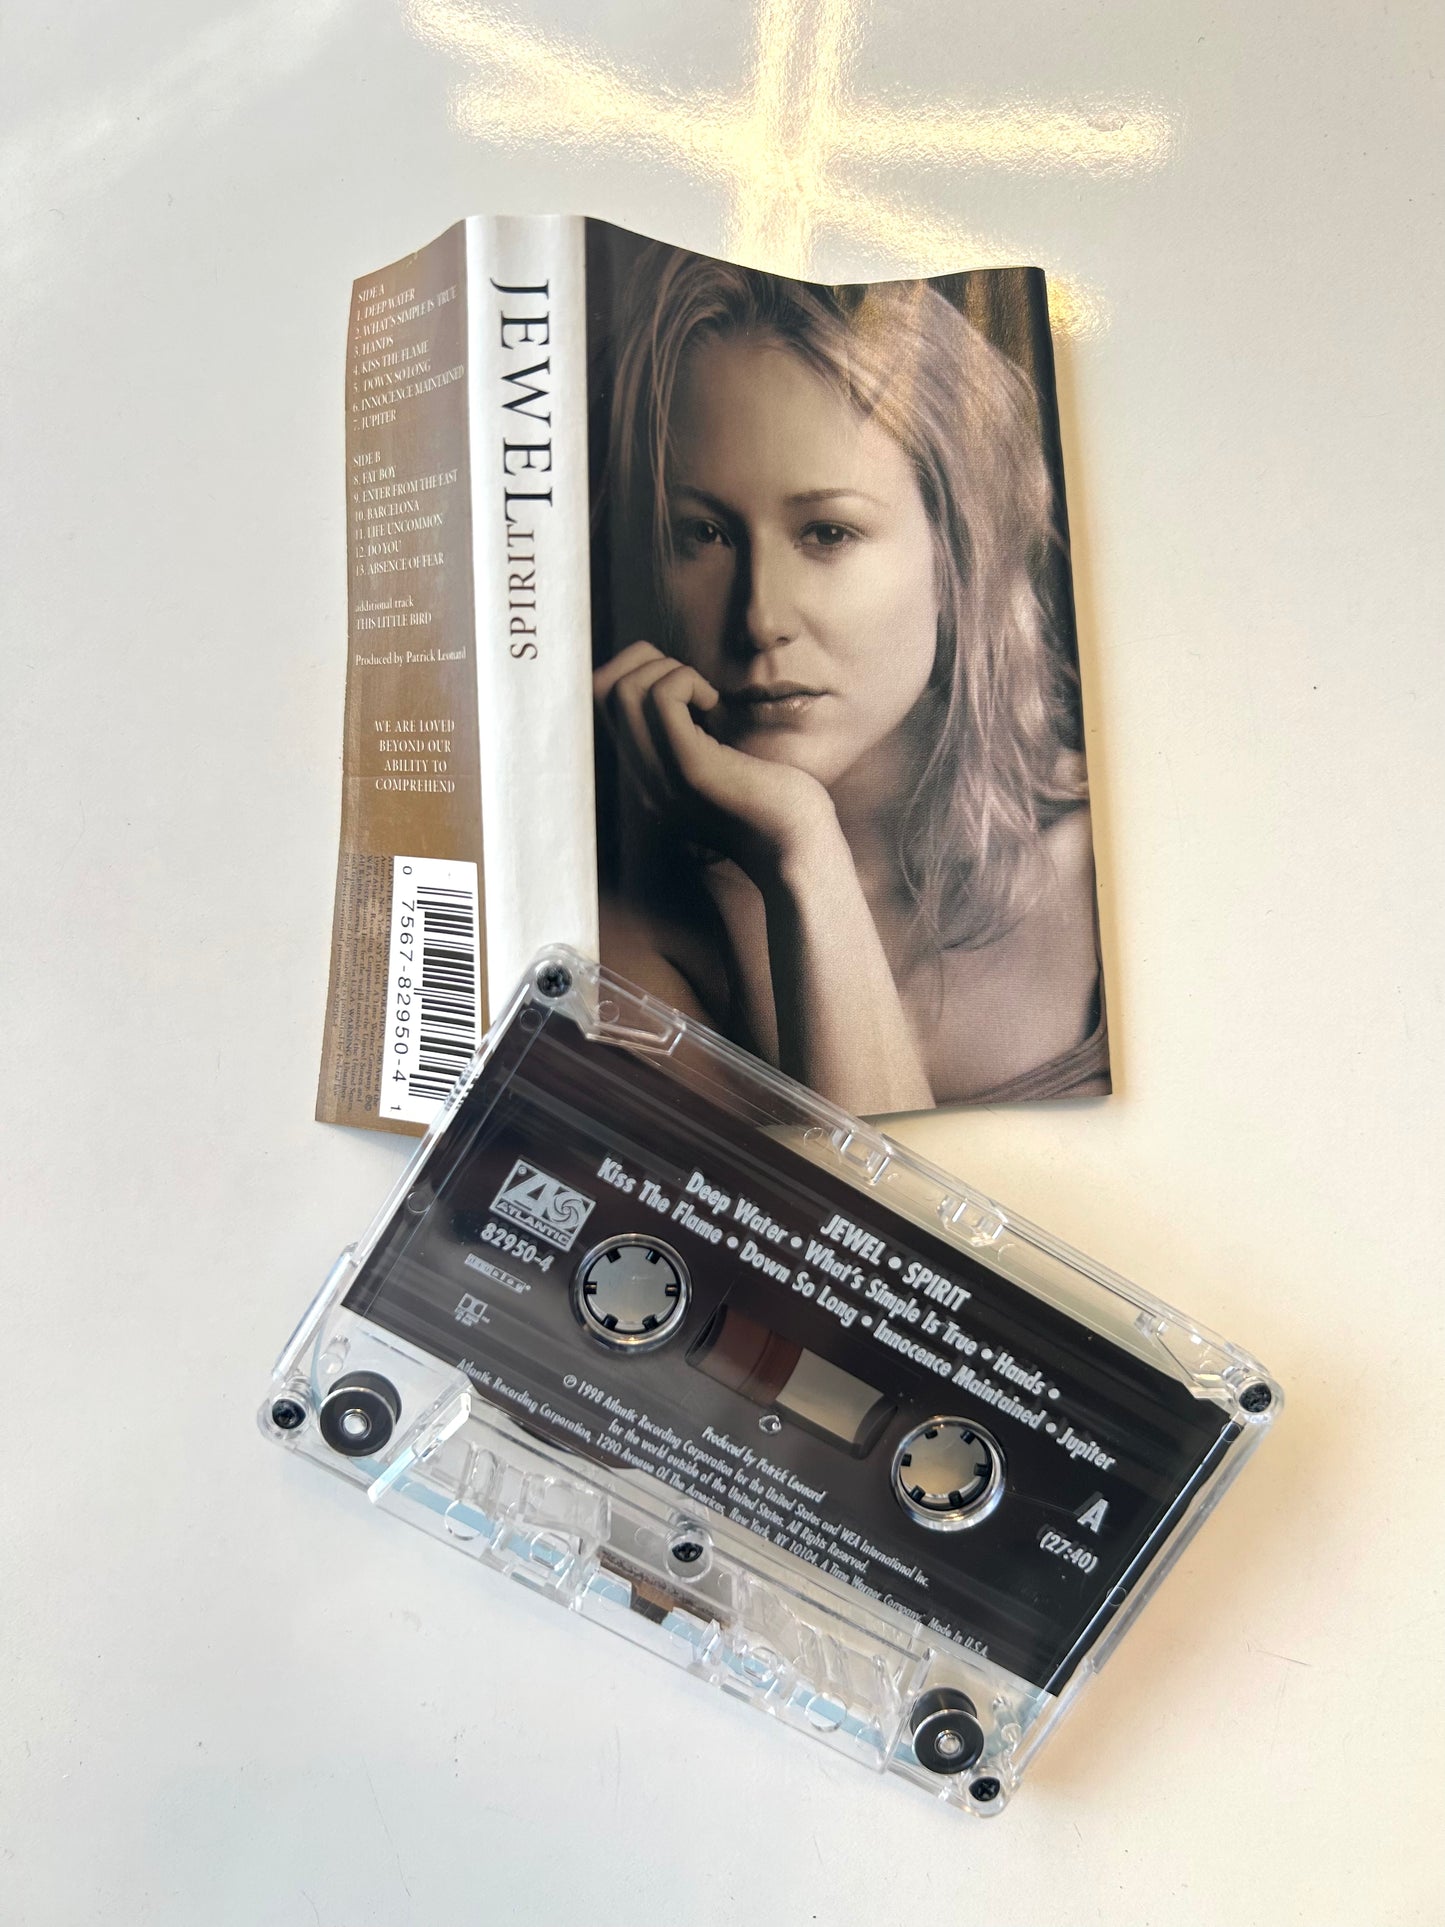 SIDE A
1. DEEP WATER
2. WHAT'S SIMPLE IS TRUE
3. HANDS
4. KISS THE FLAME
5. DOWN SO LONG
6. INNOCENCE MAINTAINED
7. JUPITER
SIDE B
8. FAT BOY
9. ENTER FROM THE EAST
10. BARCELONA
11. LIFE UNCOMMON
12. DO YOU
13. ABSENCE OF FEAR
additional track
THIS LITTLE BIRD
Produced by Patrick Leonard
WE ARE LOVED
BEYOND OUR
ABILITY TO
COMPREHEND
0 7567-82950-4 1
JEWEL
SPIRIT
ATLANTIC
82950-4
JEWEL • SPIRIT
Deep Water • What's Simple Is True • Hands •
Kiss The Flame • Down So Long • Innocence Maintained • Jupiter
A
(27:40)
Produced by Patrick Leonard
℗ 1998 Atlantic Recording Corporation for the United States and WEA International Inc.
for the world outside of the United States. All Rights Reserved.
Atlantic Recording Corporation, 1290 Avenue Of The Americas, New York, NY 10104. A Time Warner Company. Made In U.S.A.